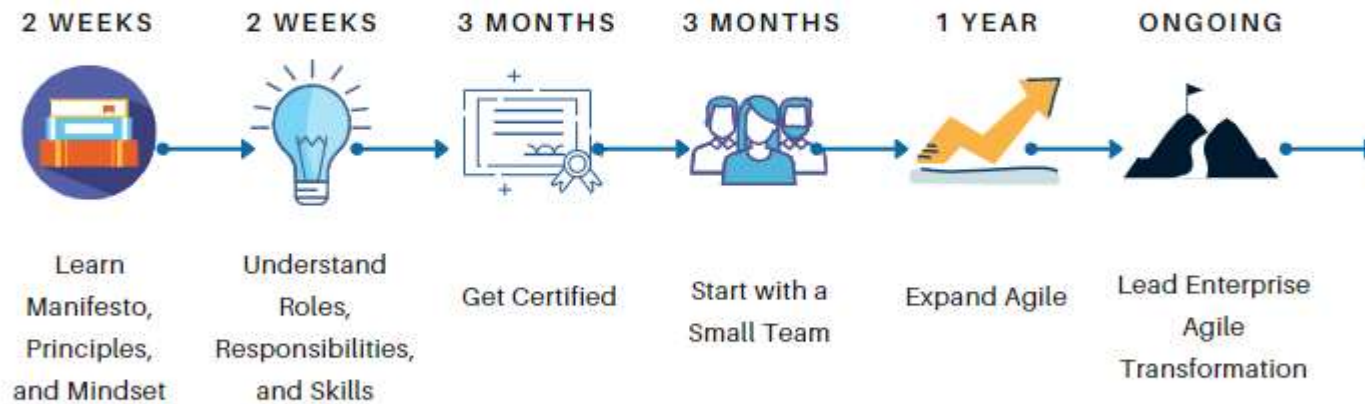 2 WEEKS
2 WEEKS
3 MONTHS
3 MONTHS
1 YEAR
ONGOING
Learn
Manifesto,
Principles,
and Mindset
Understand
Roles,
Responsibilities,
and Skills
Get Certified
Start with a
Small Team
Expand Agile
Lead Enterprise
Agile
Transformation